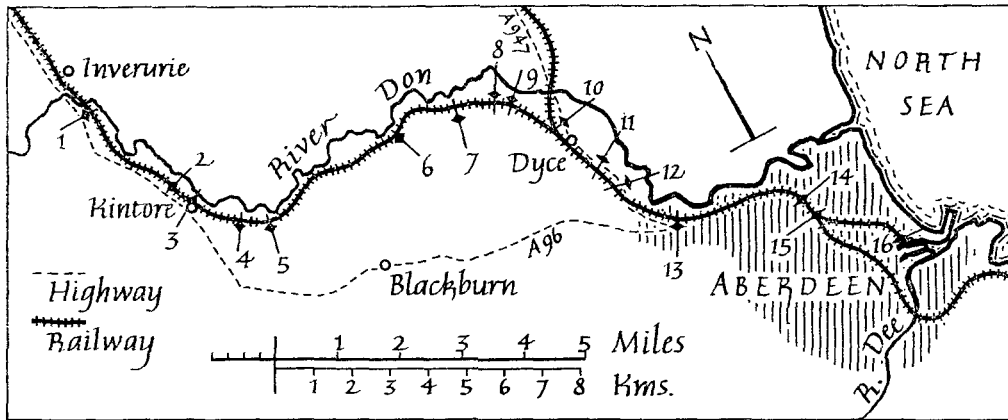 Inverurie
1
2
Kintore
3
4
5
River Don
6
7
8
9
A947
10
Dyce
11
12
13
14
15
16
N
NORTH
SEA
A96
Blackburn
ABERDEEN
R. Dee
Highway
Railway
1 2 3 4 5 Miles
1 2 3 4 5 6 7 8 Kms.